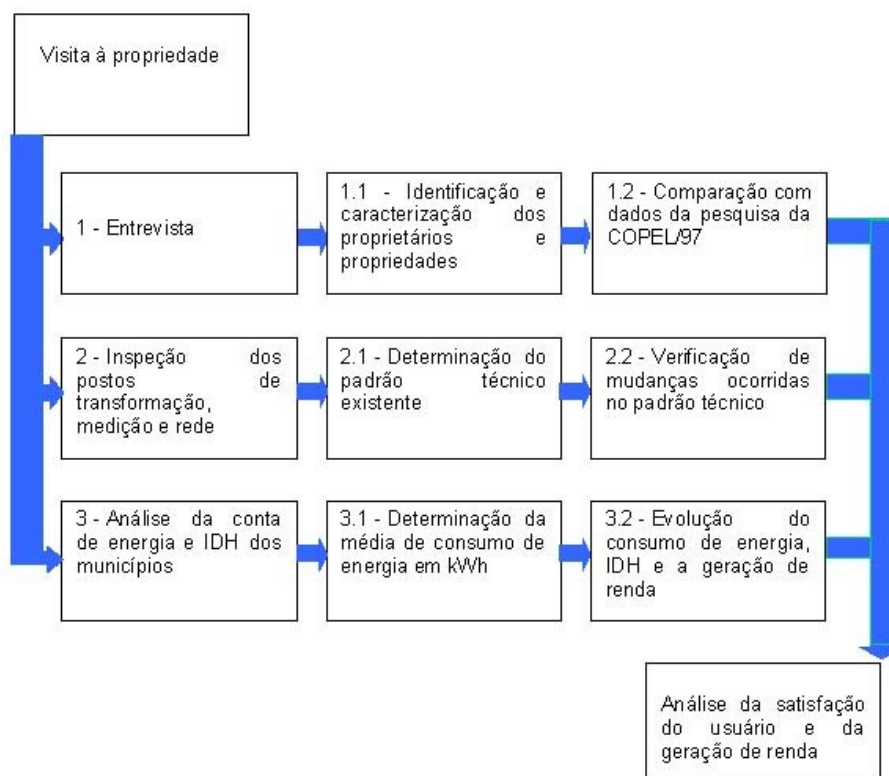 Visita à propriedade
1 - Entrevista
1.1 - Identificação e
caracterização dos
proprietários e
propriedades
1.2 - Comparação com
dados da pesquisa da
COPEL/97
2 - Inspeção dos
postos de
transformação,
medição e rede
2.1 - Determinação do
padrão técnico
existente
2.2 - Verificação de
mudanças ocorridas
no padrão técnico
3 - Análise da conta
de energia e IDH dos
municípios
3.1 - Determinação da
média de consumo de
energia em kWh
3.2 - Evolução do
consumo de energia,
IDH e a geração de
renda
Análise da satisfação
do usuário e da
geração de renda